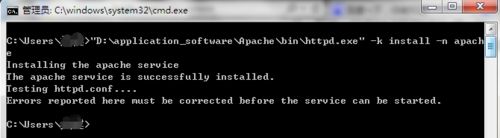 管理员: C:\windows\system32\cmd.exe
C:\Users\>"D:\application_software\Apache\bin\httpd.exe" -k install -n apach
e
Installing the apache service
The apache service is successfully installed.
Testing httpd.conf....
Errors reported here must be corrected before the service can be started.
C:\Users\>